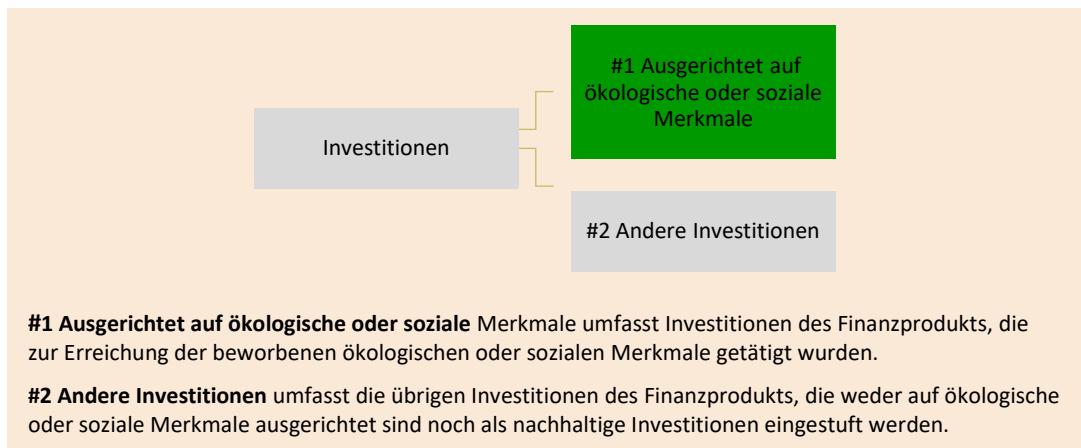 #1 Ausgerichtet auf
ökologische oder soziale
Merkmale
Investitionen
#2 Andere Investitionen
#1 Ausgerichtet auf ökologische oder soziale Merkmale umfasst Investitionen des Finanzprodukts, die
zur Erreichung der beworbenen ökologischen oder sozialen Merkmale getätigt wurden.
#2 Andere Investitionen umfasst die übrigen Investitionen des Finanzprodukts, die weder auf ökologische
oder soziale Merkmale ausgerichtet sind noch als nachhaltige Investitionen eingestuft werden.